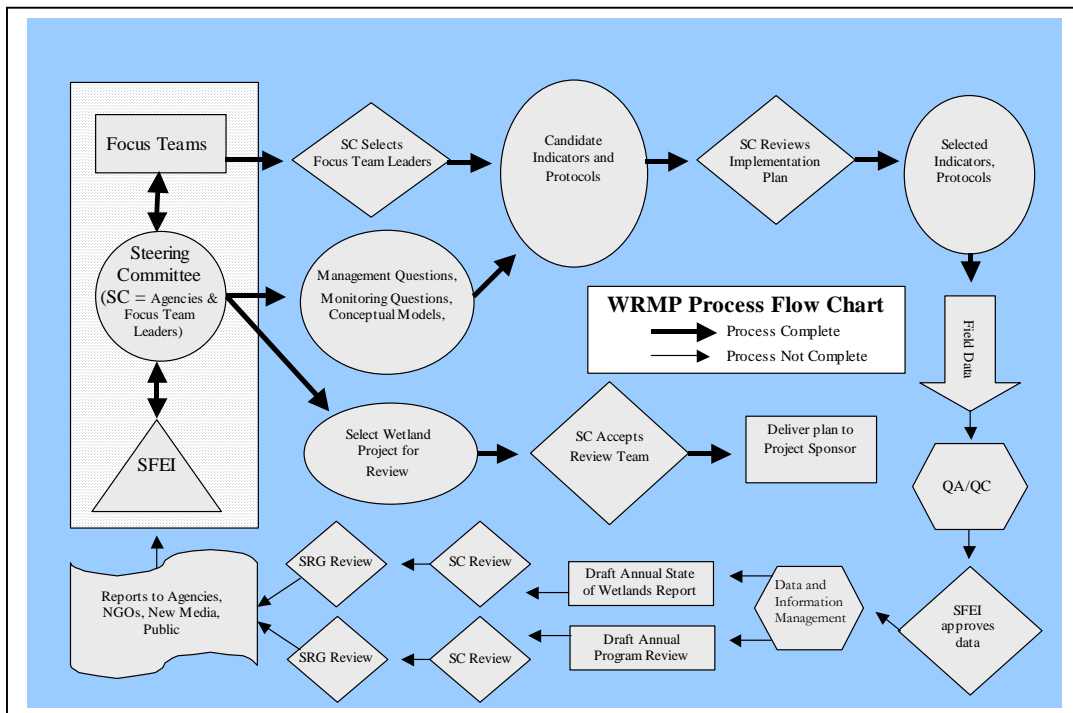 Focus Teams
SC Selects
Focus Team Leaders
Candidate
Indicators and
Protocols
SC Reviews
Implementation
Plan
Selected
Indicators,
Protocols
Steering
Committee
(SC = Agencies &
Focus Team
Leaders)
Management Questions,
Monitoring Questions,
Conceptual Models,
WRMP Process Flow Chart
Process Complete
Process Not Complete
Field Data
SFEI
Select Wetland
Project for
Review
SC Accepts
Review Team
Deliver plan to
Project Sponsor
QA/QC
Reports to Agencies,
NGOs, New Media,
Public
SRG Review
SC Review
Draft Annual State
of Wetlands Report
Data and
Information
Management
SFEI
approves
data
SRG Review
SC Review
Draft Annual
Program Review